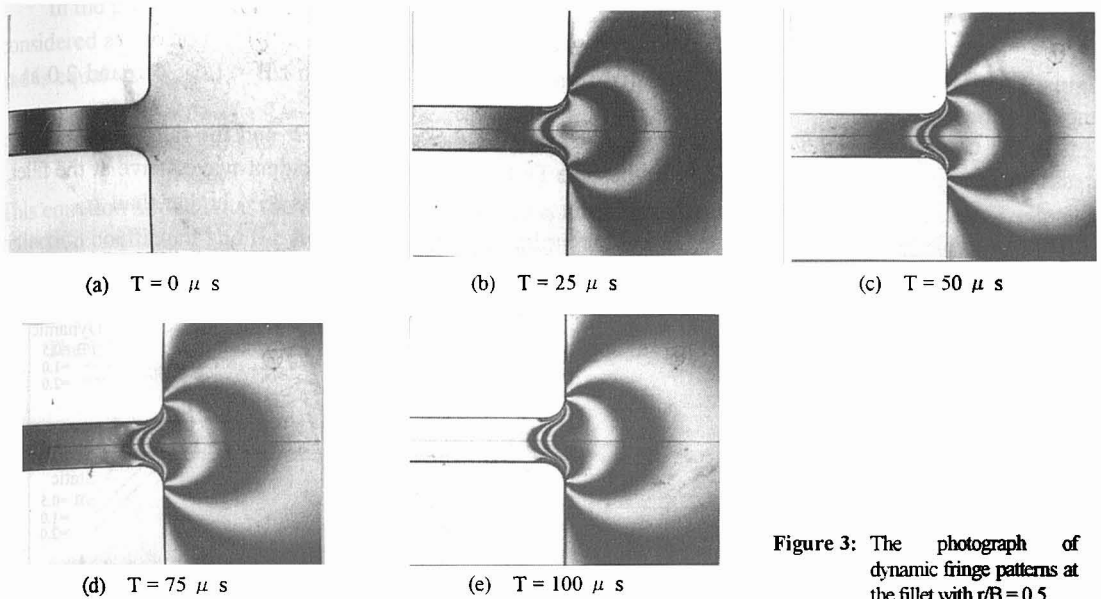 (a) T = 0 μ s
(b) T = 25 μ s
(c) T = 50 μ s
(d) T = 75 μ s
(e) T = 100 μ s
Figure 3: The photograph of
dynamic fringe patterns at
the fillet with r/B = 0.5